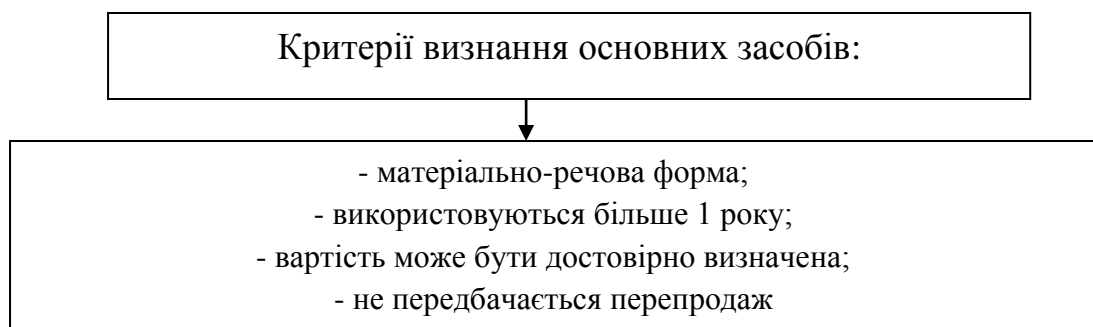 Критерії визнання основних засобів:
- матеріально-речова форма;
- використовуються більше 1 року;
- вартість може бути достовірно визначена;
- не передбачається перепродаж